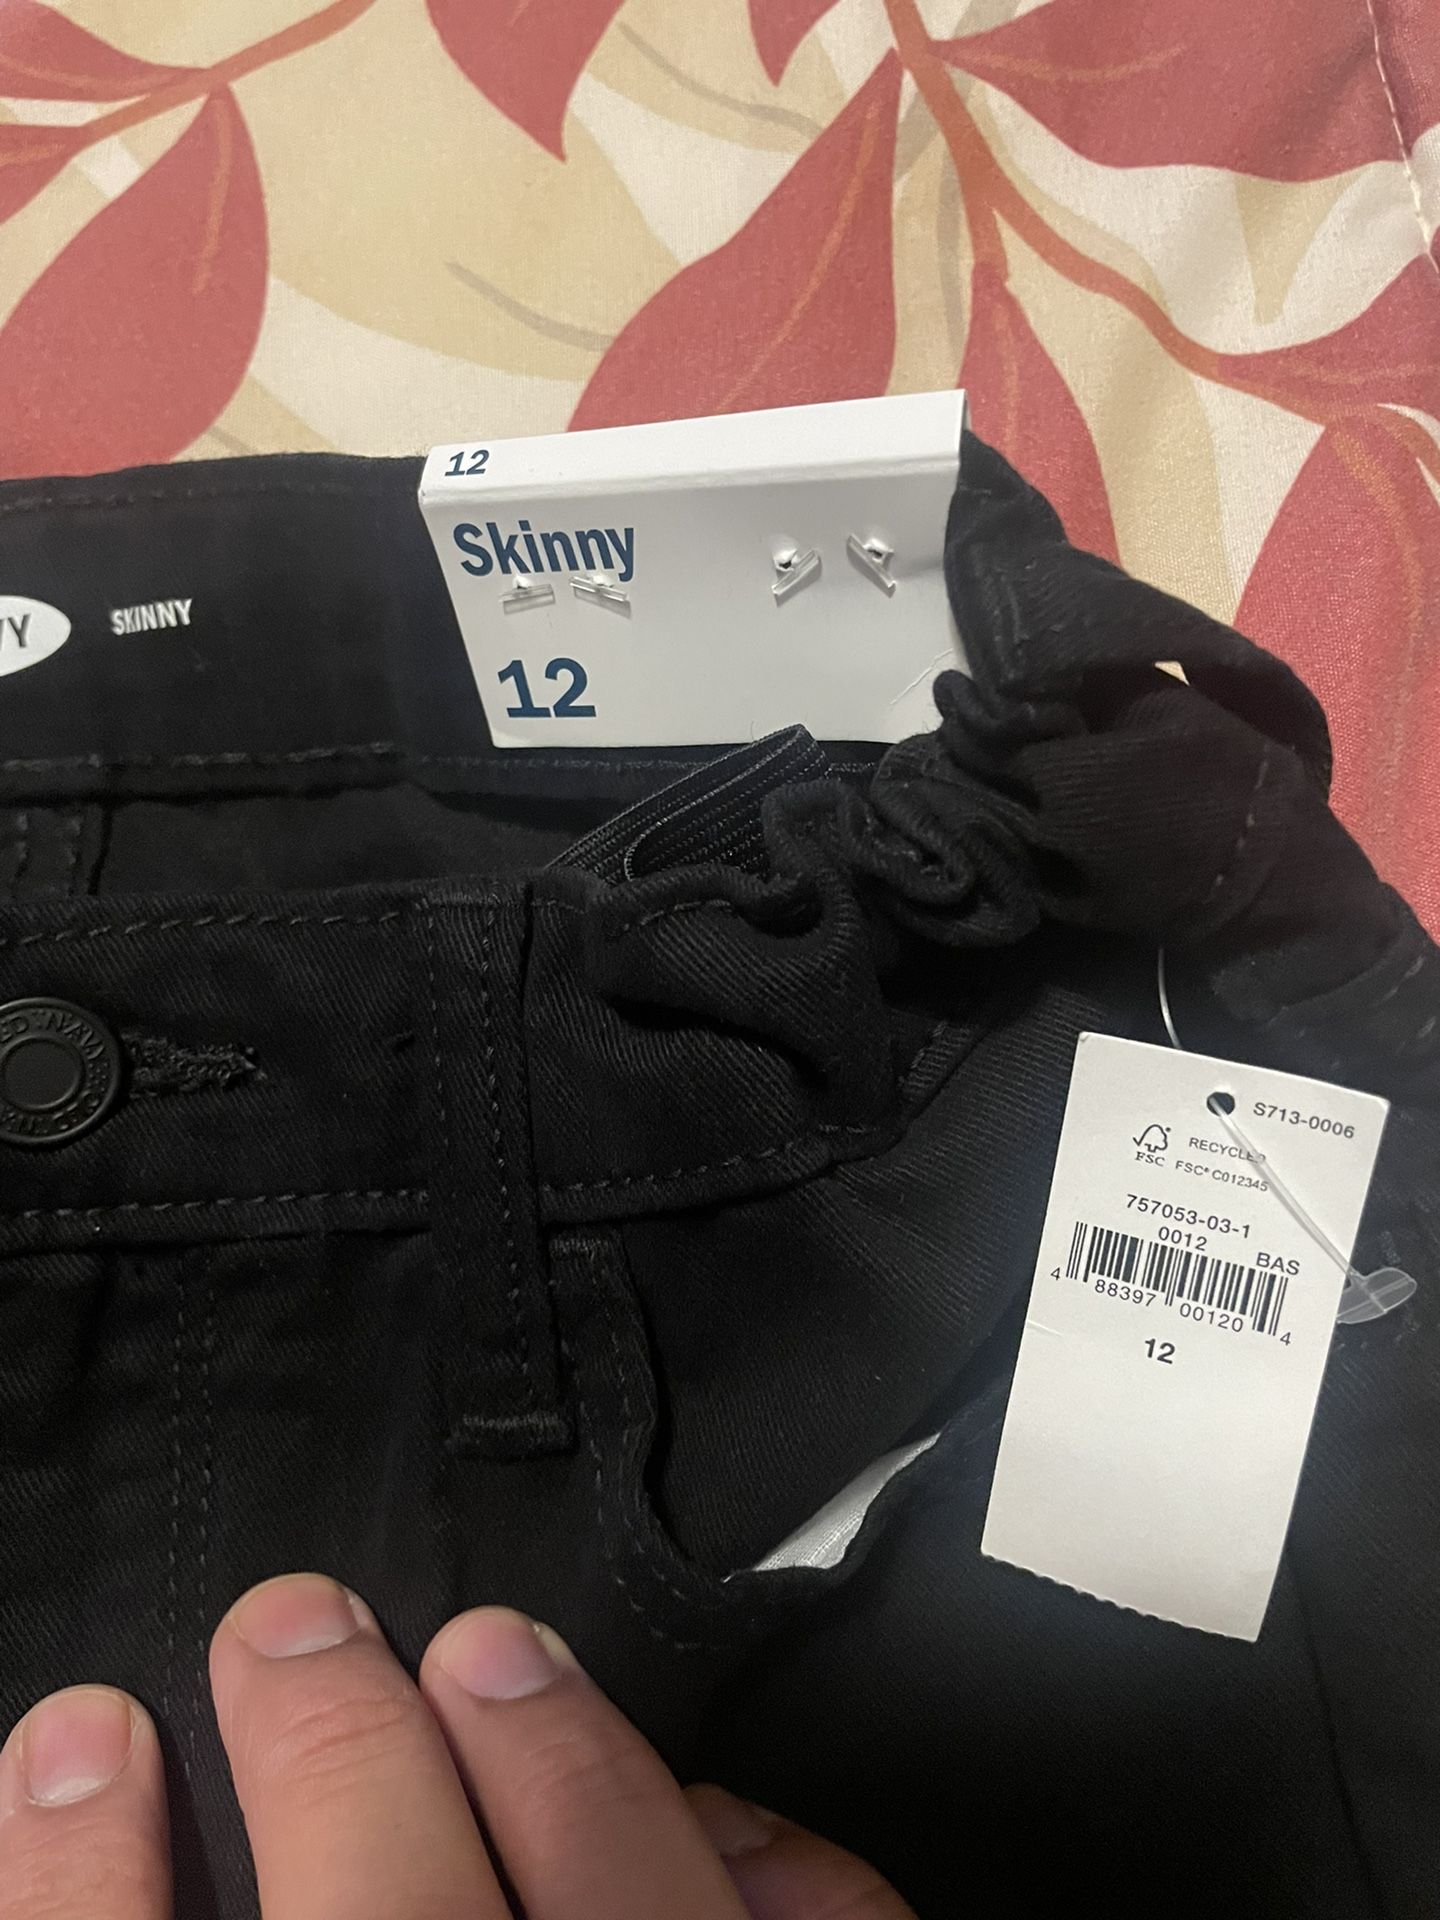 12
Skinny
12
VY
SKINNY
S713-0006
FSC
RECYCLED
FSC® C012345
757053-03-1
0012
BAS
4 88397 00120 4
12